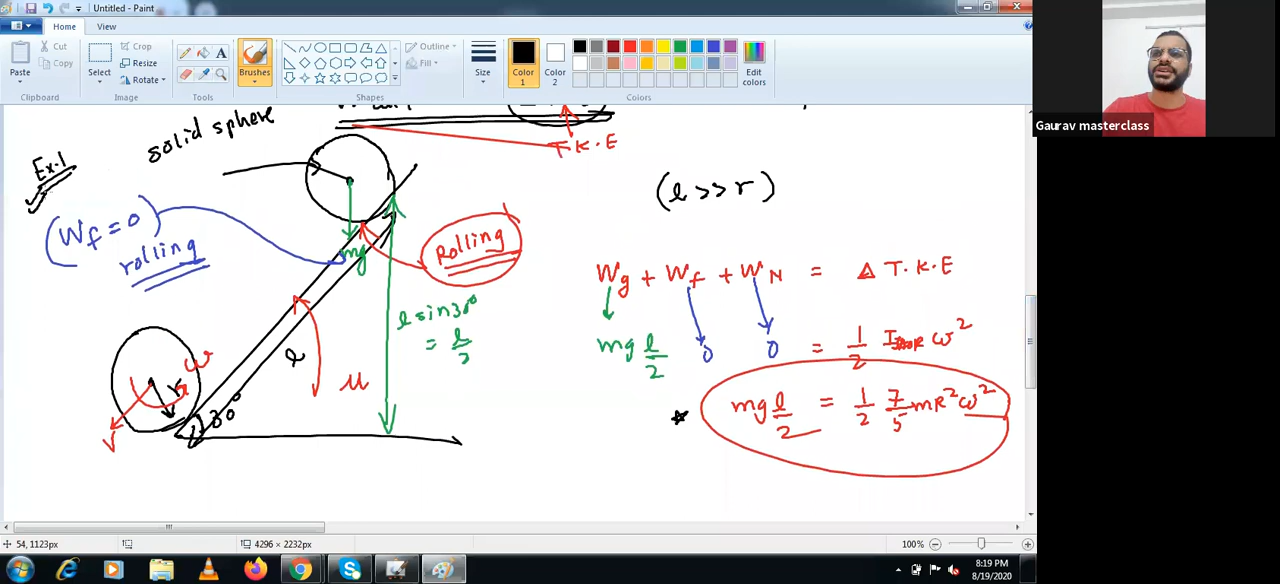 Untitled - Paint
Home
View
Cut
Copy
Paste
Clipboard
Crop
Resize
Rotate
Select
Image
A
Tools
Brushes
Shapes
Outline
Fill
Size
Color 1
Color 2
Edit colors
Colors
Gaurav masterclass
T.K.E
solid sphere
Ex-1
(l >> r)
(Wf = 0)
rolling
mg
Rolling
Wg + Wf + WN = Δ T.K.E
l sin30°
= l/2
mg l/2 0 0 = 1/2 I ω²
ω
r
l
μ
30°
v
mg l/2 = 1/2 7/5 mR² ω²
54, 1123px
4296 × 2232px
100%
8:19 PM
8/19/2020